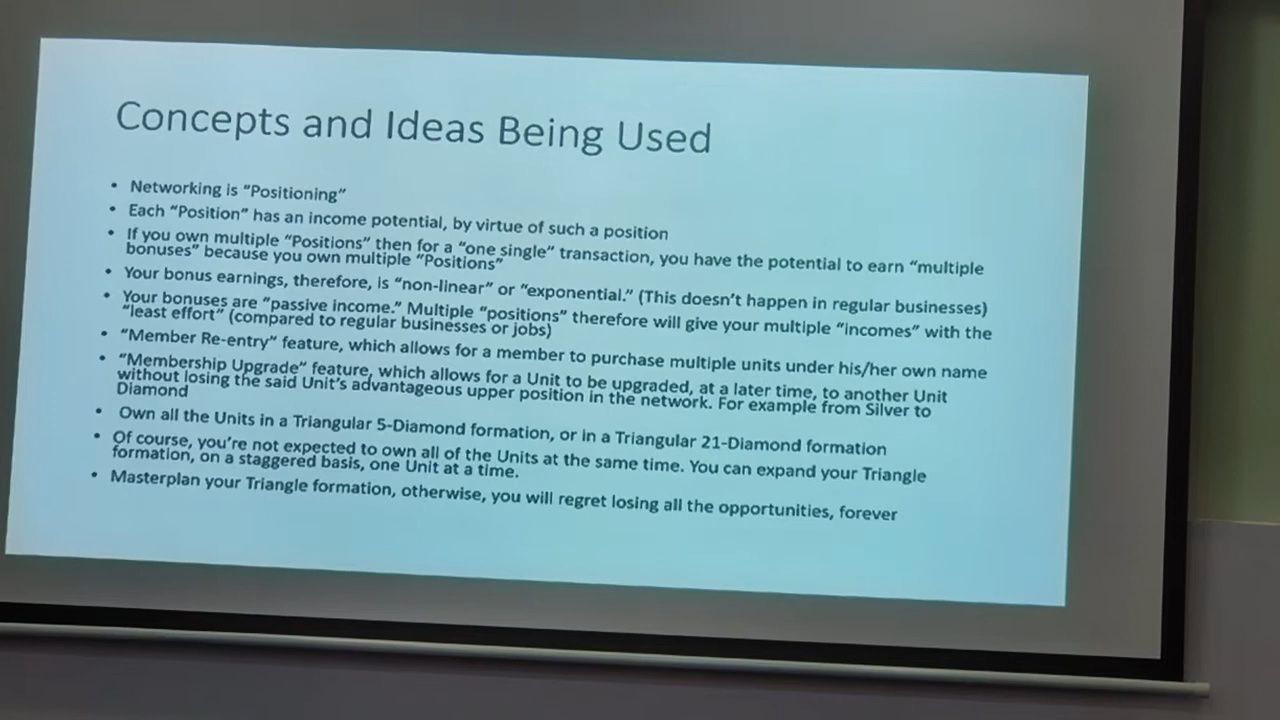 Concepts and Ideas Being Used
• Networking is “Positioning”
• Each “Position” has an income potential, by virtue of such a position
• If you own multiple “Positions” then for a “one single” transaction, you have the potential to earn “multiple
bonuses” because you own multiple “Positions”
• Your bonus earnings, therefore, is “non-linear” or “exponential.” (This doesn’t happen in regular businesses)
• Your bonuses are “passive income.” Multiple “positions” therefore will give your multiple “incomes” with the
“least effort” (compared to regular businesses or jobs)
• “Member Re-entry” feature, which allows for a member to purchase multiple units under his/her own name
• “Membership Upgrade” feature, which allows for a Unit to be upgraded, at a later time, to another Unit
without losing the said Unit’s advantageous upper position in the network. For example from Silver to
Diamond
• Own all the Units in a Triangular 5-Diamond formation, or in a Triangular 21-Diamond formation
• Of course, you’re not expected to own all of the Units at the same time. You can expand your Triangle
formation, on a staggered basis, one Unit at a time.
• Masterplan your Triangle formation, otherwise, you will regret losing all the opportunities, forever